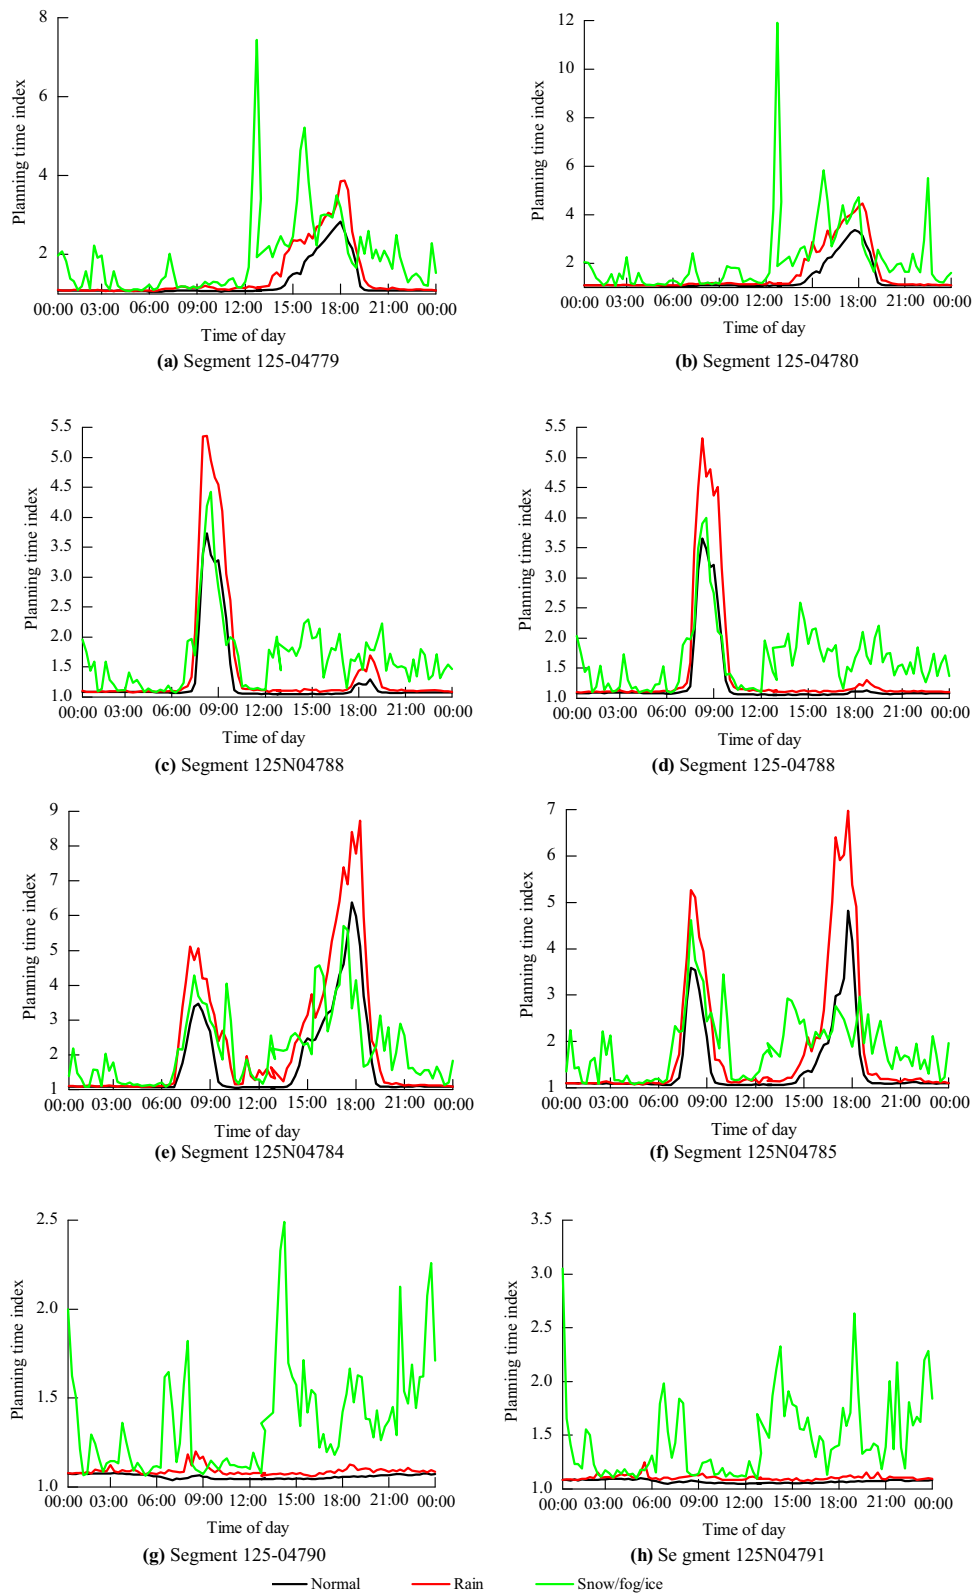 8
6
4
2
Planning time index
00:00 03:00 06:00 09:00 12:00 15:00 18:00 21:00 00:00
Time of day
(a) Segment 125-04779
12
10
8
6
4
2
Planning time index
00:00 03:00 06:00 09:00 12:00 15:00 18:00 21:00 00:00
Time of day
(b) Segment 125-04780
5.5
5.0
4.5
4.0
3.5
3.0
2.5
2.0
1.5
1.0
Planning time index
00:00 03:00 06:00 09:00 12:00 15:00 18:00 21:00 00:00
Time of day
(c) Segment 125N04788
5.5
5.0
4.5
4.0
3.5
3.0
2.5
2.0
1.5
1.0
Planning time index
00:00 03:00 06:00 09:00 12:00 15:00 18:00 21:00 00:00
Time of day
(d) Segment 125-04788
9
8
7
6
5
4
3
2
1
Planning time index
00:00 03:00 06:00 09:00 12:00 15:00 18:00 21:00 00:00
Time of day
(e) Segment 125N04784
7
6
5
4
3
2
1
Planning time index
00:00 03:00 06:00 09:00 12:00 15:00 18:00 21:00 00:00
Time of day
(f) Segment 125N04785
2.5
2.0
1.5
1.0
Planning time index
00:00 03:00 06:00 09:00 12:00 15:00 18:00 21:00 00:00
Time of day
(g) Segment 125-04790
3.5
3.0
2.5
2.0
1.5
1.0
Planning time index
00:00 03:00 06:00 09:00 12:00 15:00 18:00 21:00 00:00
Time of day
(h) Se gment 125N04791
Normal Rain Snow/fog/ice